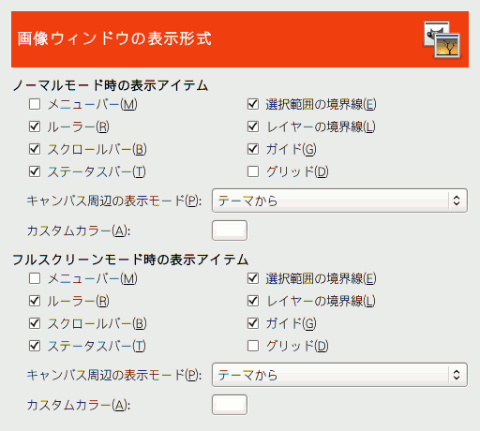 画像ウィンドウの表示形式
ノーマルモード時の表示アイテム
メニューバー(M) 選択範囲の境界線(E)
ルーラー(R) レイヤーの境界線(L)
スクロールバー(B) ガイド(G)
ステータスバー(T) グリッド(D)
キャンバス周辺の表示モード(P): テーマから
カスタムカラー(A):
フルスクリーンモード時の表示アイテム
メニューバー(M) 選択範囲の境界線(E)
ルーラー(R) レイヤーの境界線(L)
スクロールバー(B) ガイド(G)
ステータスバー(T) グリッド(D)
キャンバス周辺の表示モード(P): テーマから
カスタムカラー(A):